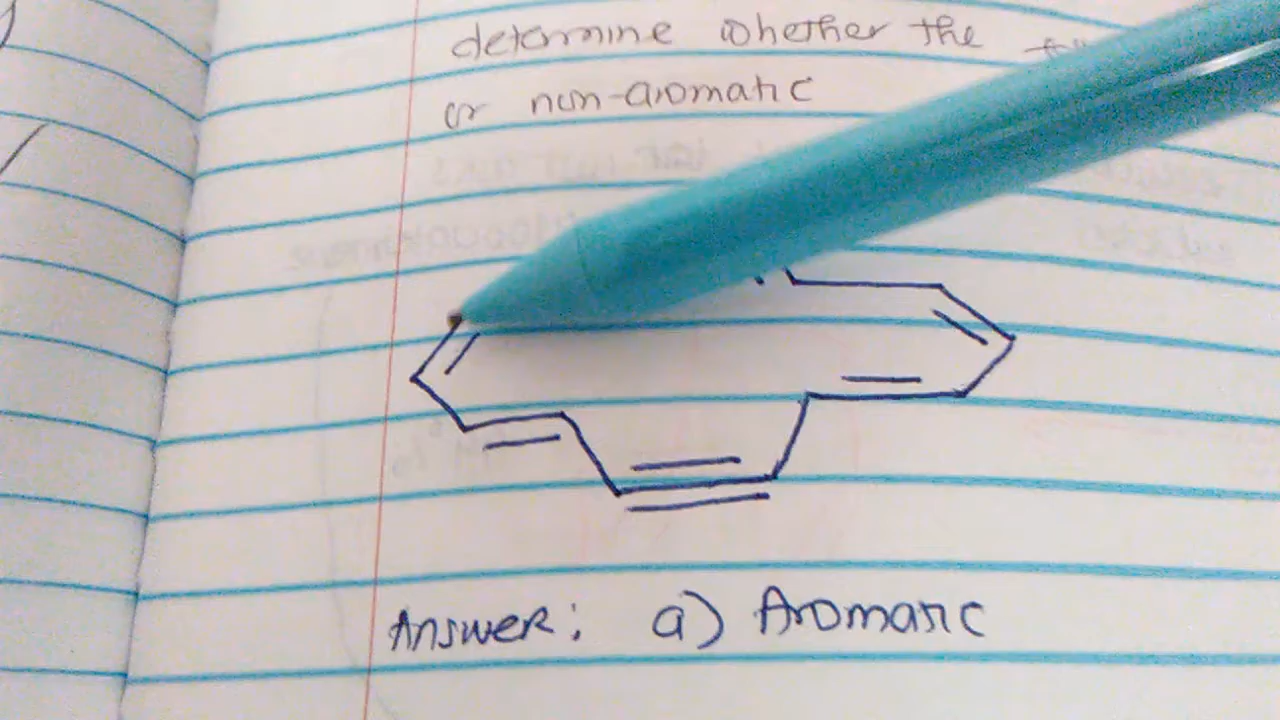 determine whether the
or non-aromatic
Answer: a) Aromatic